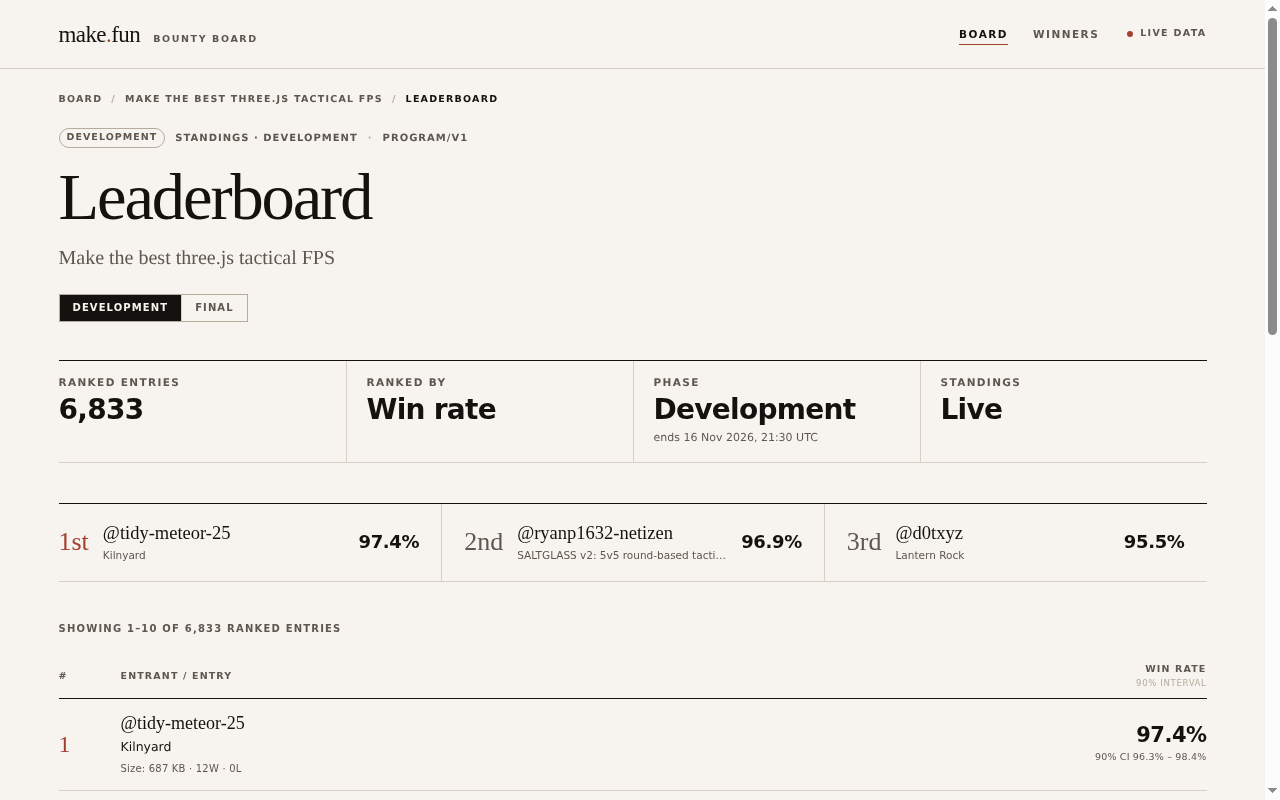 make.fun BOUNTY BOARD
BOARD WINNERS LIVE DATA
BOARD / MAKE THE BEST THREE.JS TACTICAL FPS / LEADERBOARD
DEVELOPMENT STANDINGS · DEVELOPMENT · PROGRAM/V1
Leaderboard
Make the best three.js tactical FPS
DEVELOPMENT FINAL
RANKED ENTRIES
6,833
RANKED BY
Win rate
PHASE
Development
ends 16 Nov 2026, 21:30 UTC
STANDINGS
Live
1st @tidy-meteor-25
Kilnyard
97.4%
2nd @ryanp1632-netizen
SALTGLASS v2: 5v5 round-based tacti…
96.9%
3rd @d0txyz
Lantern Rock
95.5%
SHOWING 1–10 OF 6,833 RANKED ENTRIES
# ENTRANT / ENTRY WIN RATE
90% INTERVAL
1 @tidy-meteor-25
Kilnyard
Size: 687 KB · 12W · 0L
97.4%
90% CI 96.3% – 98.4%